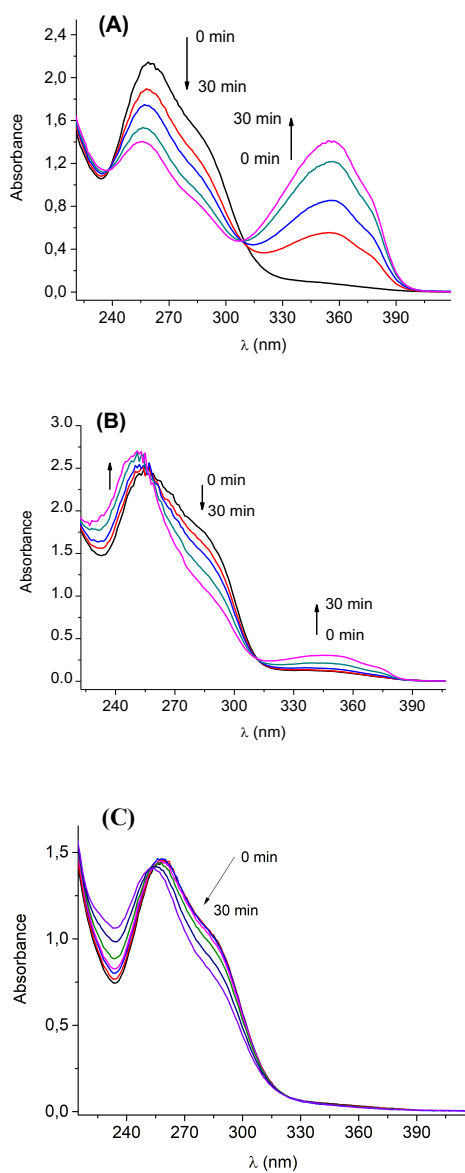 (A)
0 min
30 min
30 min
0 min
Absorbance
2,4
2,0
1,6
1,2
0,8
0,4
0,0
240 270 300 330 360 390
λ (nm)
(B)
0 min
30 min
30 min
0 min
Absorbance
3.0
2.5
2.0
1.5
1.0
0.5
0.0
240 270 300 330 360 390
λ (nm)
(C)
0 min
30 min
Absorbance
1,5
1,0
0,5
0,0
240 270 300 330 360 390
λ (nm)